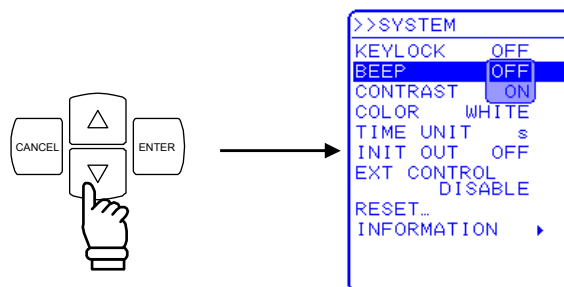 CANCEL
ENTER
>>SYSTEM
KEYLOCK OFF
BEEP OFF
CONTRAST ON
COLOR WHITE
TIME UNIT s
INIT OUT OFF
EXT CONTROL
DISABLE
RESET…
INFORMATION